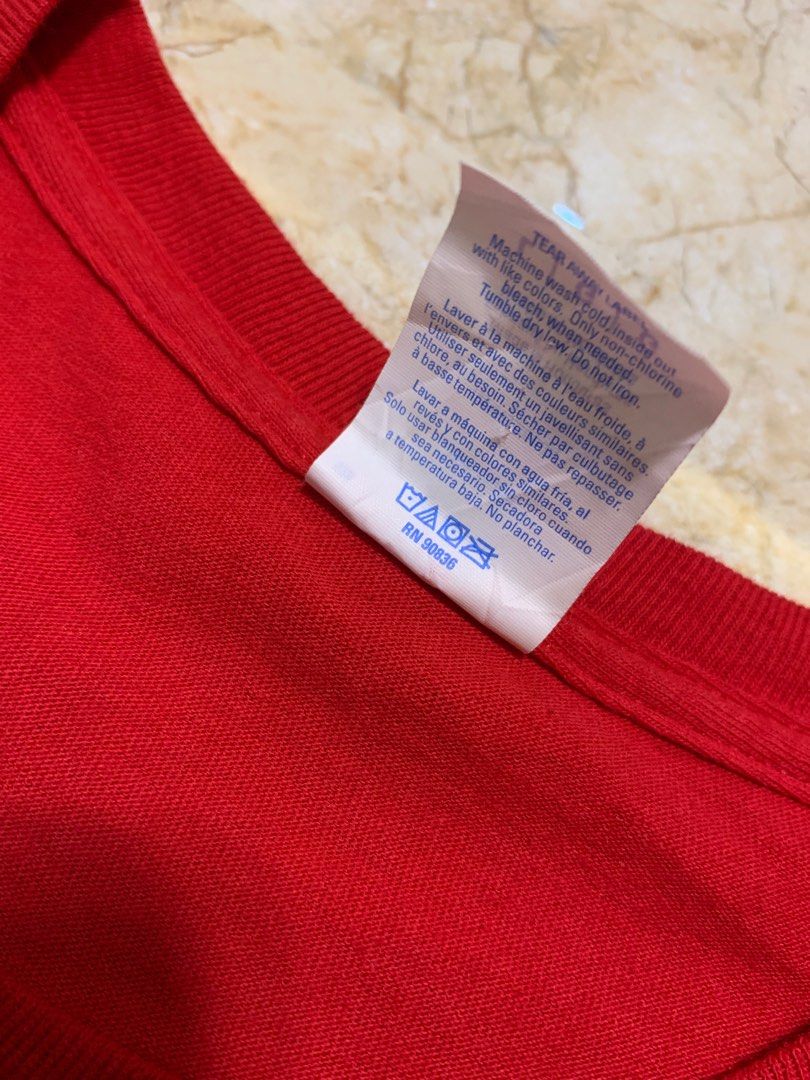 TEAR AWAY LABEL
Machine wash cold, inside out
with like colors. Only non-chlorine
bleach, when needed.
Tumble dry low. Do not iron.
Laver à la machine à l'eau froide, à
l'envers et avec des couleurs similaires.
Utiliser seulement un javellisant sans
chlore, au besoin. Sécher par culbutage
à basse température. Ne pas repasser.
Lavar a máquina con agua fría, al
revés y con colores similares.
Solo usar blanqueador sin cloro cuando
sea necesario. Secadora
a temperatura baja. No planchar.
RN 90836